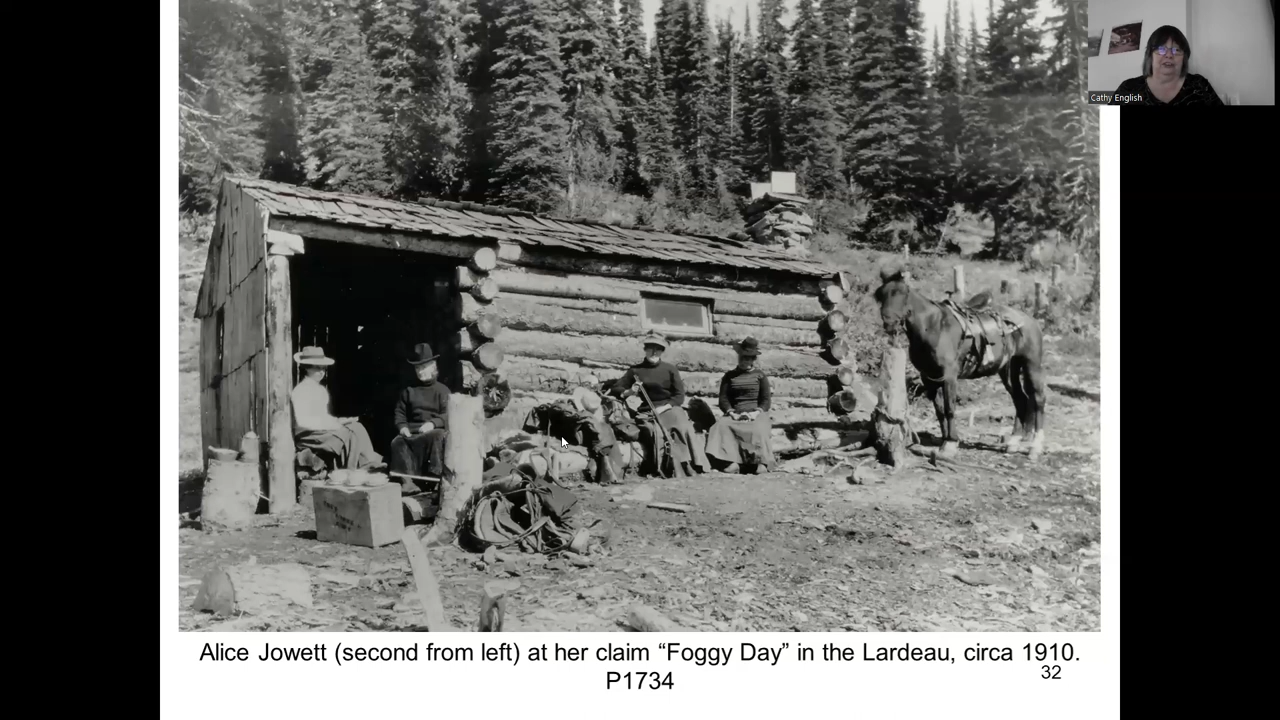 Cathy English
Alice Jowett (second from left) at her claim “Foggy Day” in the Lardeau, circa 1910.
P1734
32